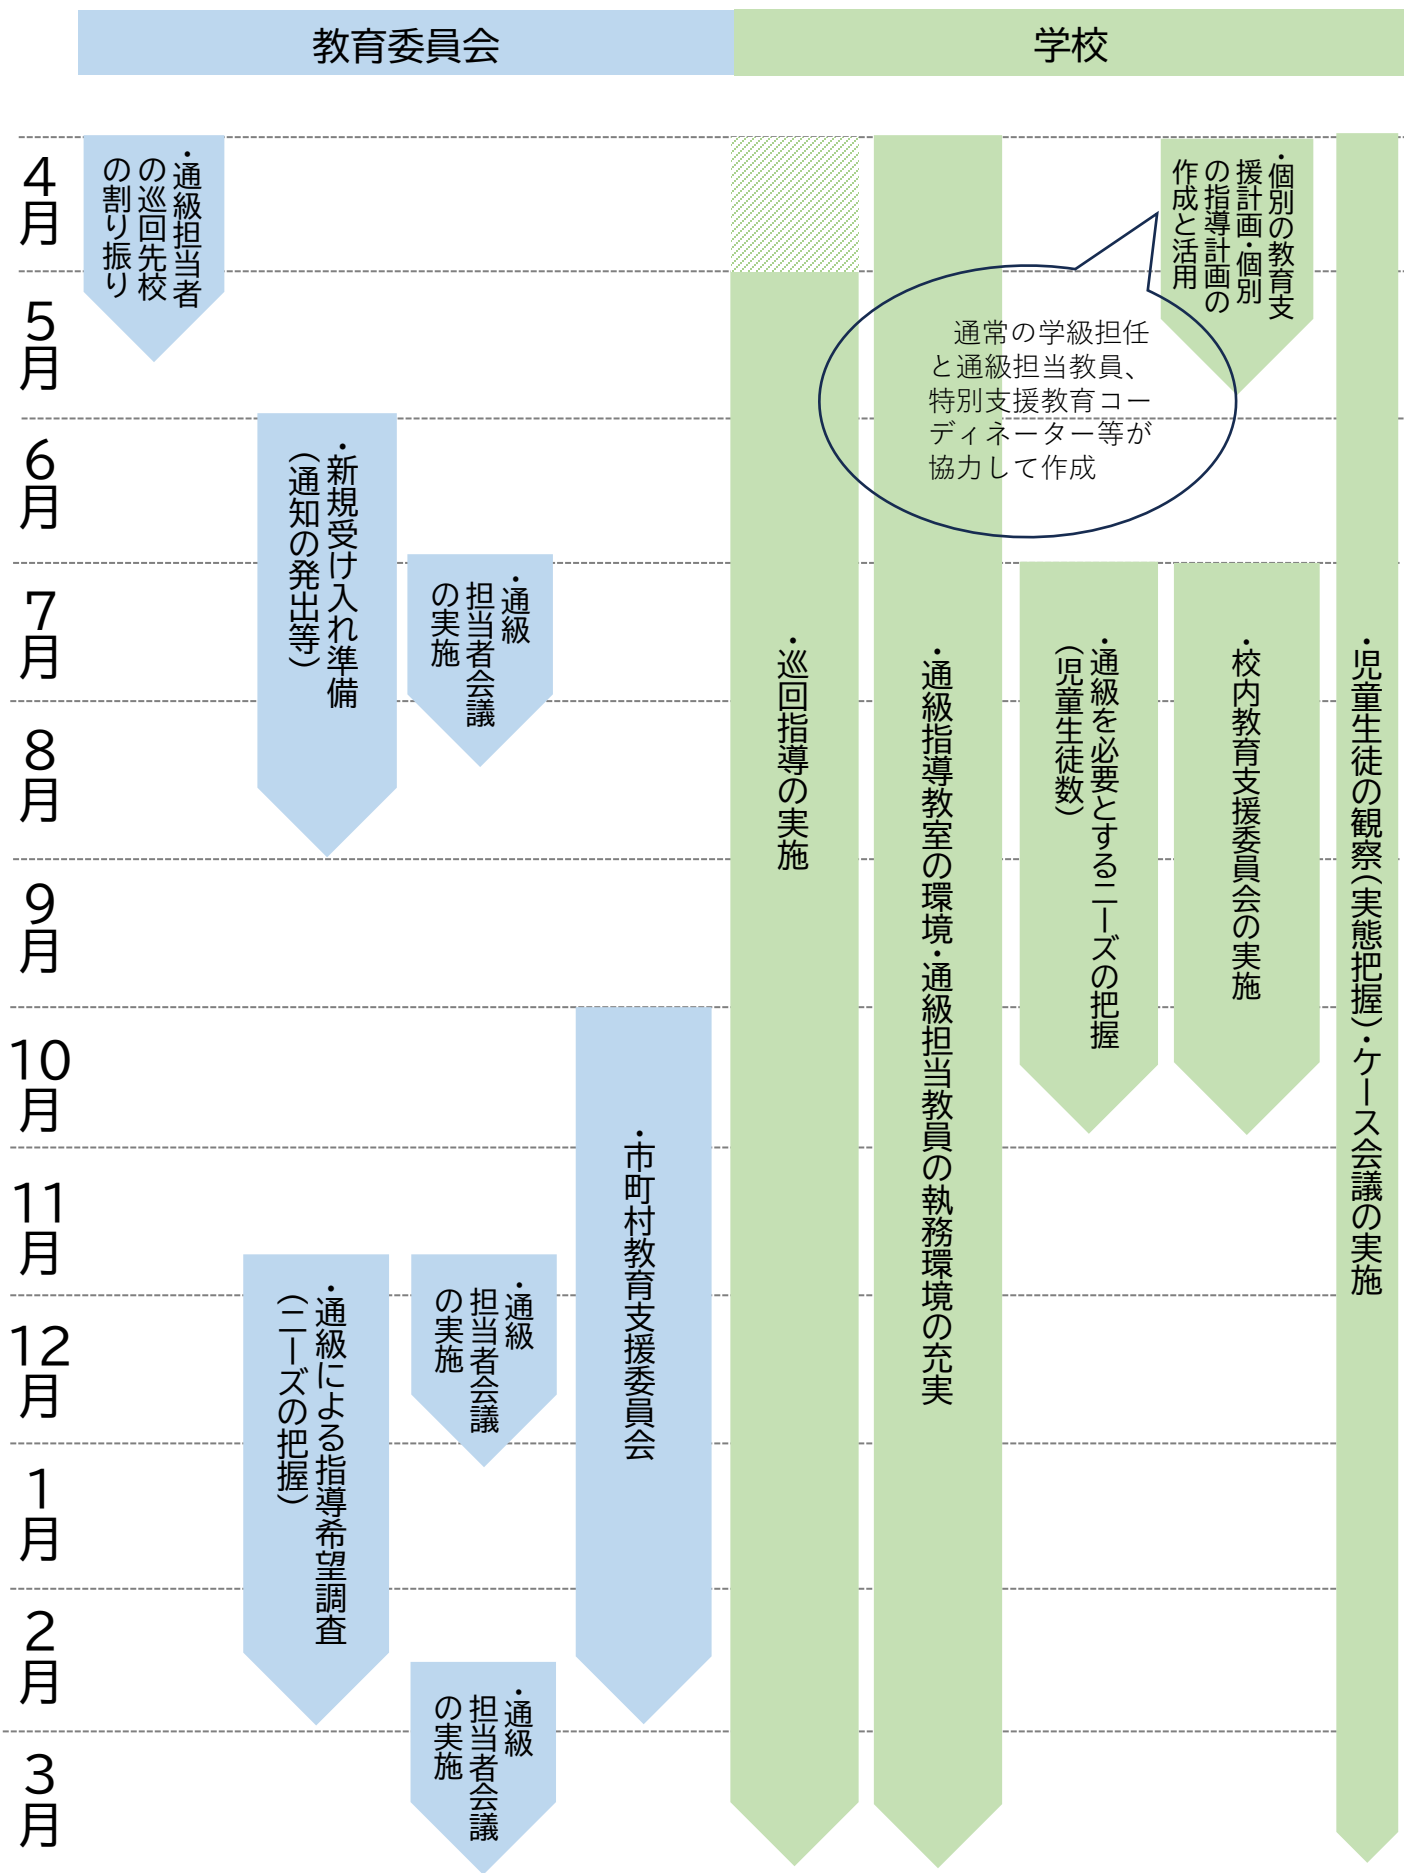 教育委員会
学校
4月
5月
6月
7月
8月
9月
10月
11月
12月
1月
2月
3月
・通級担当者
の巡回先校
の割り振り
・新規受け入れ準備
（通知の発出等）
・通級
担当者会議
の実施
・通級による指導希望調査
（ニーズの把握）
・通級
担当者会議
の実施
・通級
担当者会議
の実施
・市町村教育支援委員会
・巡回指導の実施
・通級指導教室の環境・通級担当教員の執務環境の充実
・通級を必要とするニーズの把握
（児童生徒数）
・個別の教育支
援計画・個別
の指導計画の
作成と活用
通常の学級担任
と通級担当教員、
特別支援教育コー
ディネーター等が
協力して作成
・校内教育支援委員会の実施
・児童生徒の観察（実態把握）・ケース会議の実施